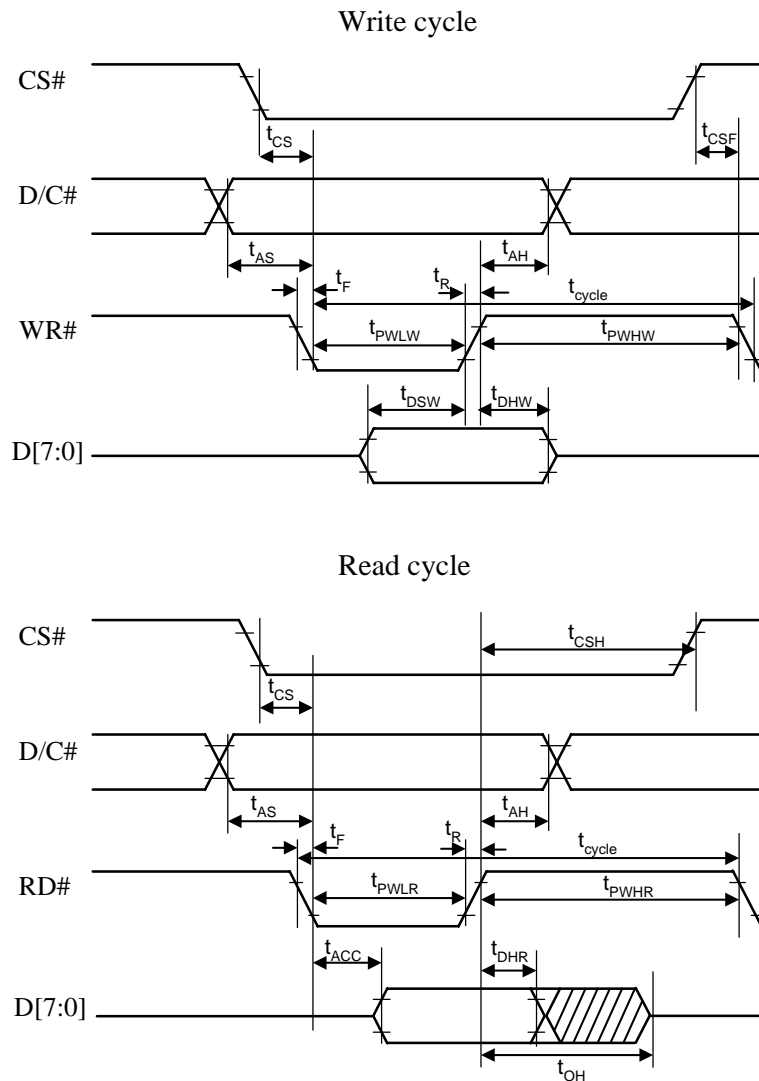 Write cycle
CS#
tCS
tCSF
D/C#
tAS
tAH
tF
tR
tcycle
WR#
tPWLW
tPWHW
tDSW
tDHW
D[7:0]
Read cycle
CS#
tCSH
tCS
D/C#
tAS
tAH
tF
tR
tcycle
RD#
tPWLR
tPWHR
tACC
tDHR
D[7:0]
tOH